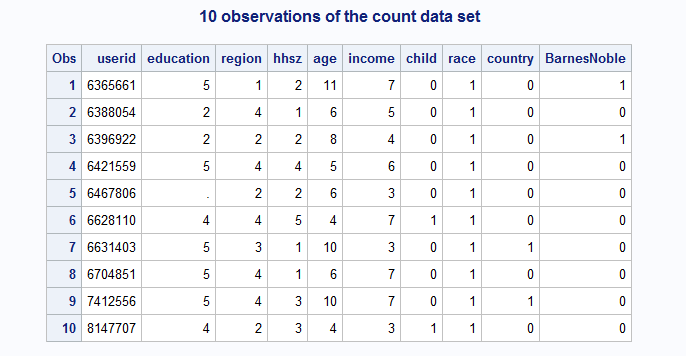 10 observations of the count data set
Obs userid education region hhsz age income child race country BarnesNoble
1 6365661 5 1 2 11 7 0 1 0 1
2 6388054 2 4 1 6 5 0 1 0 0
3 6396922 2 2 2 8 4 0 1 0 1
4 6421559 5 4 4 5 6 0 1 0 0
5 6467806 . 2 2 6 3 0 1 0 0
6 6628110 4 4 5 4 7 1 1 0 0
7 6631403 5 3 1 10 3 0 1 1 0
8 6704851 5 4 1 6 7 0 1 0 0
9 7412556 5 4 3 10 7 0 1 1 0
10 8147707 4 2 3 4 3 1 1 0 0